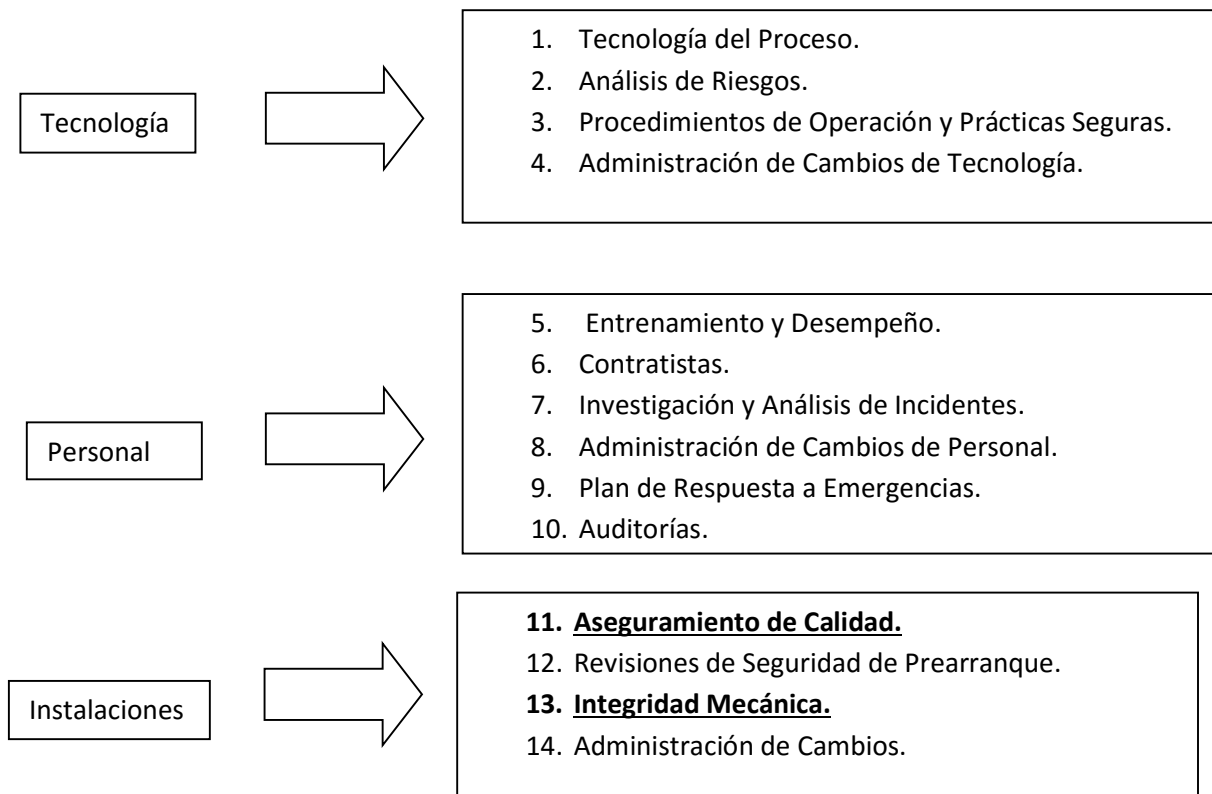 Tecnología
1. Tecnología del Proceso.
2. Análisis de Riesgos.
3. Procedimientos de Operación y Prácticas Seguras.
4. Administración de Cambios de Tecnología.
Personal
5. Entrenamiento y Desempeño.
6. Contratistas.
7. Investigación y Análisis de Incidentes.
8. Administración de Cambios de Personal.
9. Plan de Respuesta a Emergencias.
10. Auditorías.
Instalaciones
11. Aseguramiento de Calidad.
12. Revisiones de Seguridad de Prearranque.
13. Integridad Mecánica.
14. Administración de Cambios.